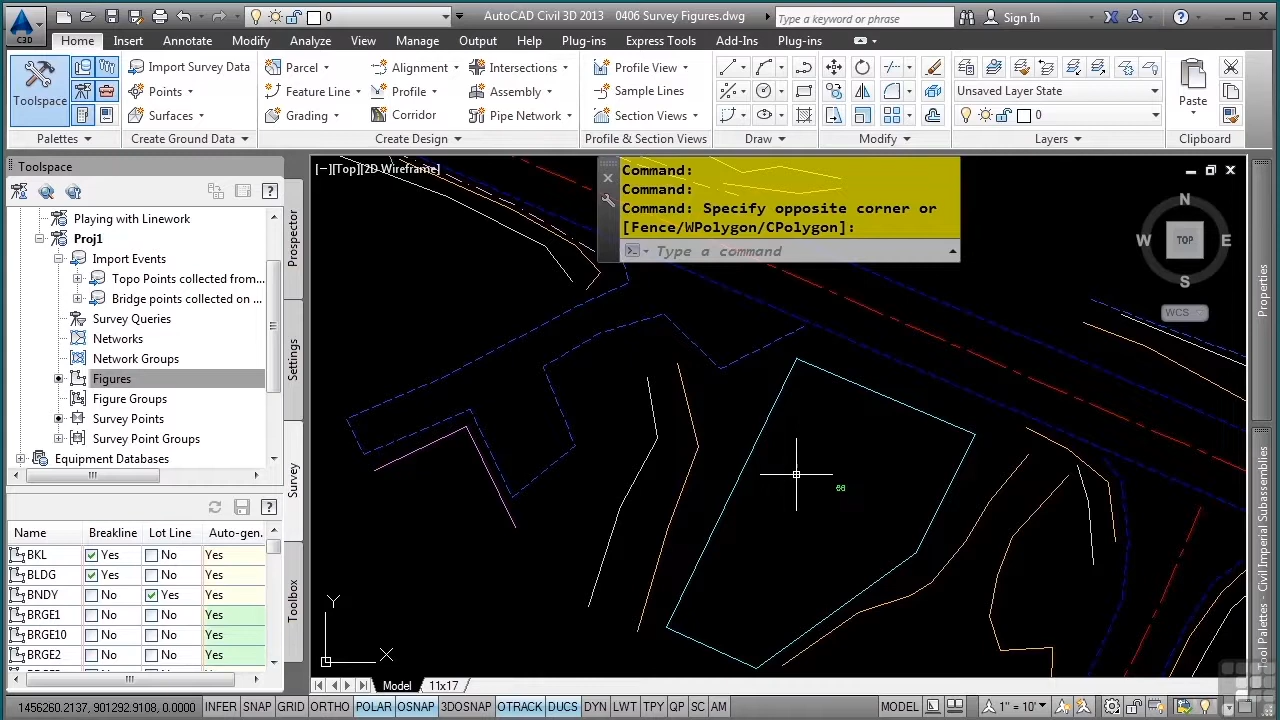 AutoCAD Civil 3D 2013 0406 Survey Figures.dwg
Type a keyword or phrase
Sign In
C3D
0
Home Insert Annotate Modify Analyze View Manage Output Help Plug-ins Express Tools Add-Ins Plug-ins
Toolspace
Import Survey Data
Points
Surfaces
Parcel
Feature Line
Grading
Alignment
Profile
Corridor
Intersections
Assembly
Pipe Network
Profile View
Sample Lines
Section Views
Unsaved Layer State
0
Paste
Palettes
Create Ground Data
Create Design
Profile & Section Views
Draw
Modify
Layers
Clipboard
Toolspace
Playing with Linework
Proj1
Import Events
Topo Points collected from...
Bridge points collected on ...
Survey Queries
Networks
Network Groups
Figures
Figure Groups
Survey Points
Survey Point Groups
Equipment Databases
Prospector
Settings
Survey
Toolbox
Name Breakline Lot Line Auto-gen.
BKL Yes No Yes
BLDG Yes No Yes
BNDY No Yes Yes
BRGE1 No No Yes
BRGE10 No No Yes
BRGE2 No No Yes
[−][Top][2D Wireframe]
Command:
Command:
Command: Specify opposite corner or
[Fence/WPolygon/CPolygon]:
Type a command
N
W TOP E
S
WCS
Properties
Tool Palettes - Civil Imperial Subassemblies
Y
X
Model 11x17
1456260.2137, 901292.9108, 0.0000 INFER SNAP GRID ORTHO POLAR OSNAP 3DOSNAP OTRACK DUCS DYN LWT TPY QP SC AM MODEL 1" = 10'